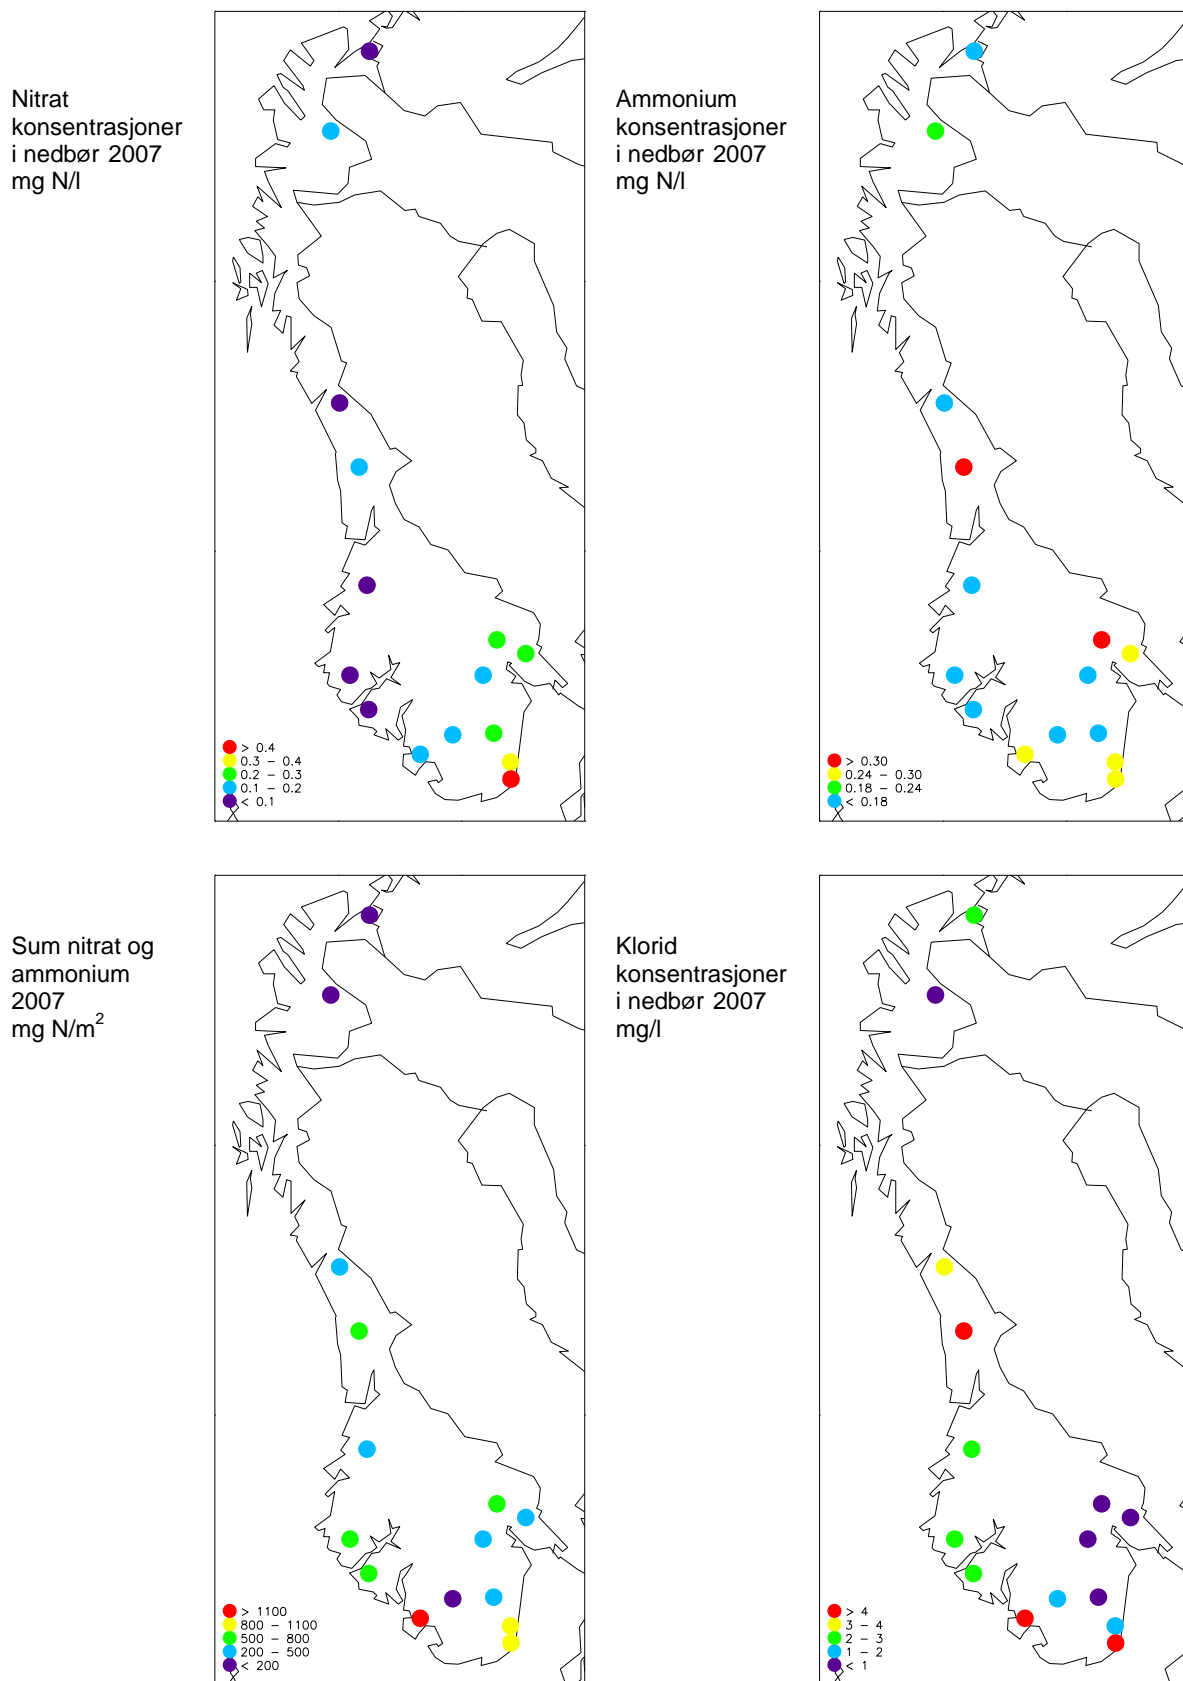 Nitrat
konsentrasjoner
i nedbør 2007
mg N/l
> 0.4
0.3 – 0.4
0.2 – 0.3
0.1 – 0.2
< 0.1
Ammonium
konsentrasjoner
i nedbør 2007
mg N/l
> 0.30
0.24 – 0.30
0.18 – 0.24
< 0.18
Sum nitrat og
ammonium
2007
mg N/m²
> 1100
800 – 1100
500 – 800
200 – 500
< 200
Klorid
konsentrasjoner
i nedbør 2007
mg/l
> 4
3 – 4
2 – 3
1 – 2
< 1